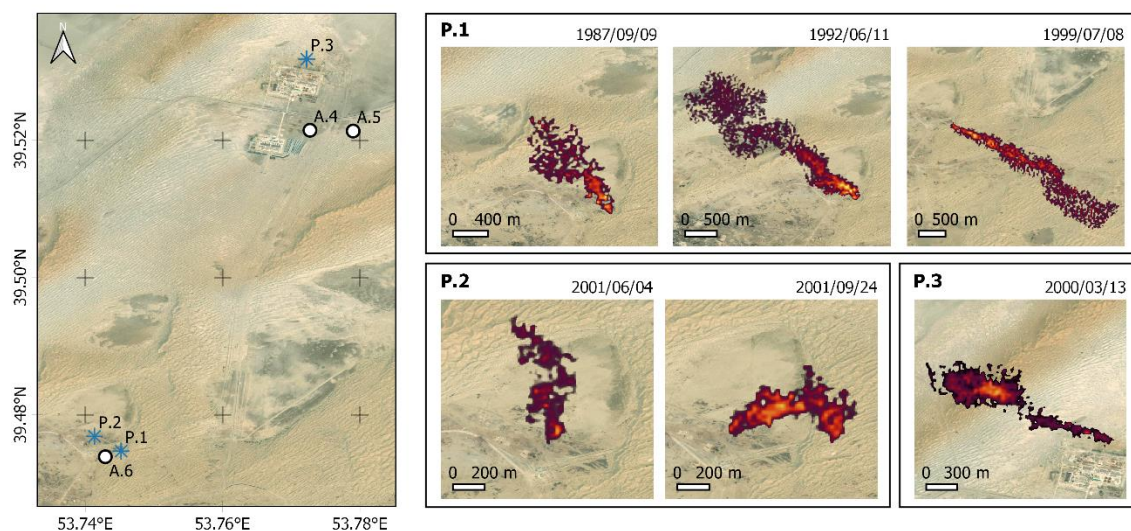 N
P.3
A.4
A.5
39.52°N
39.50°N
39.48°N
P.2
P.1
A.6
53.74°E
53.76°E
53.78°E
P.1
1987/09/09
1992/06/11
1999/07/08
0 400 m
0 500 m
0 500 m
P.2
2001/06/04
2001/09/24
0 200 m
0 200 m
P.3
2000/03/13
0 300 m